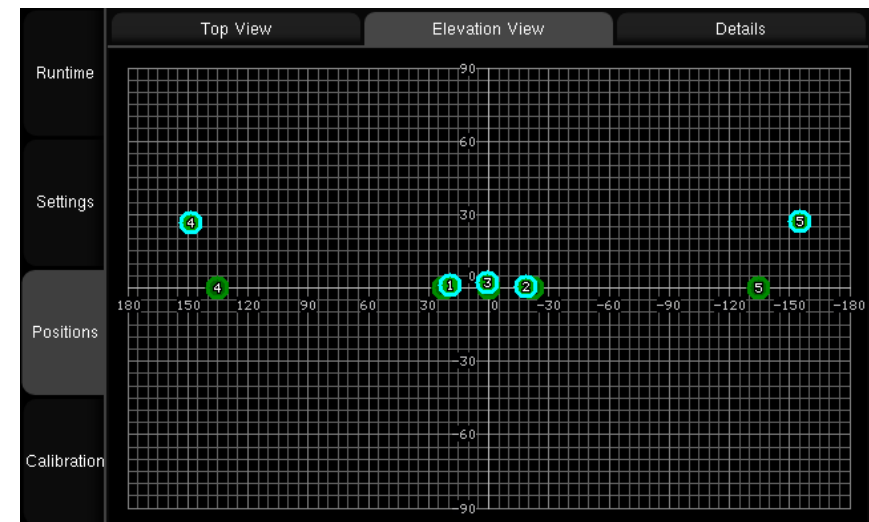 Top View Elevation View Details
Runtime
Settings
Positions
Calibration
90
60
30
4 5
0
3
1 2
4 5
180 150 120 90 60 30 0 -30 -60 -90 -120 -150 -180
-30
-60
-90